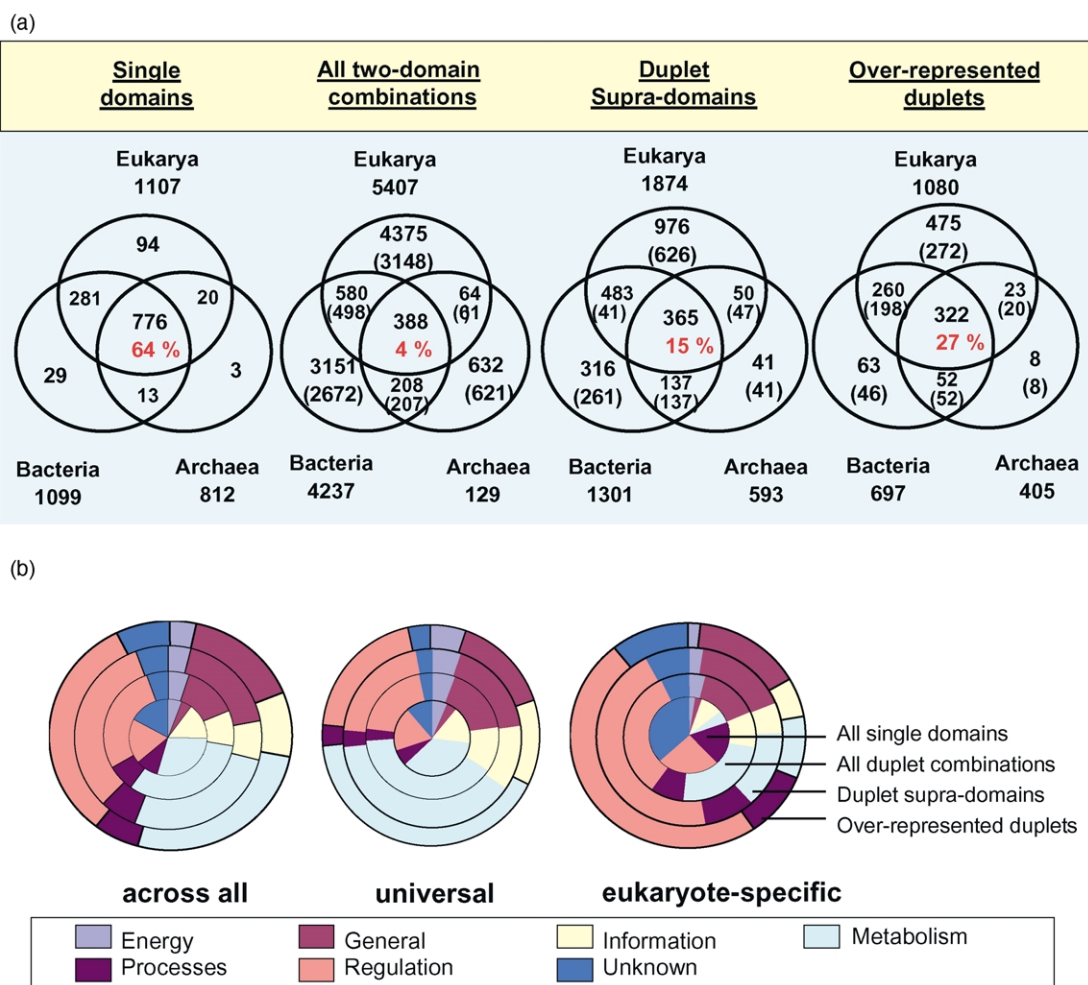 (a)
Single
domains
All two-domain
combinations
Duplet
Supra-domains
Over-represented
duplets
Eukarya
1107
Eukarya
5407
Eukarya
1874
Eukarya
1080
94
281
20
776
64 %
29
3
13
4375
(3148)
580
(498)
64
(61
388
4 %
3151
(2672)
632
(621)
208
(207)
976
(626)
483
(41)
50
(47)
365
15 %
316
(261)
41
(41)
137
(137)
475
(272)
260
(198)
23
(20)
322
27 %
63
(46)
8
(8)
52
(52)
Bacteria
1099
Archaea
812
Bacteria
4237
Archaea
129
Bacteria
1301
Archaea
593
Bacteria
697
Archaea
405
(b)
All single domains
All duplet combinations
Duplet supra-domains
Over-represented duplets
across all
universal
eukaryote-specific
Energy
General
Information
Metabolism
Processes
Regulation
Unknown